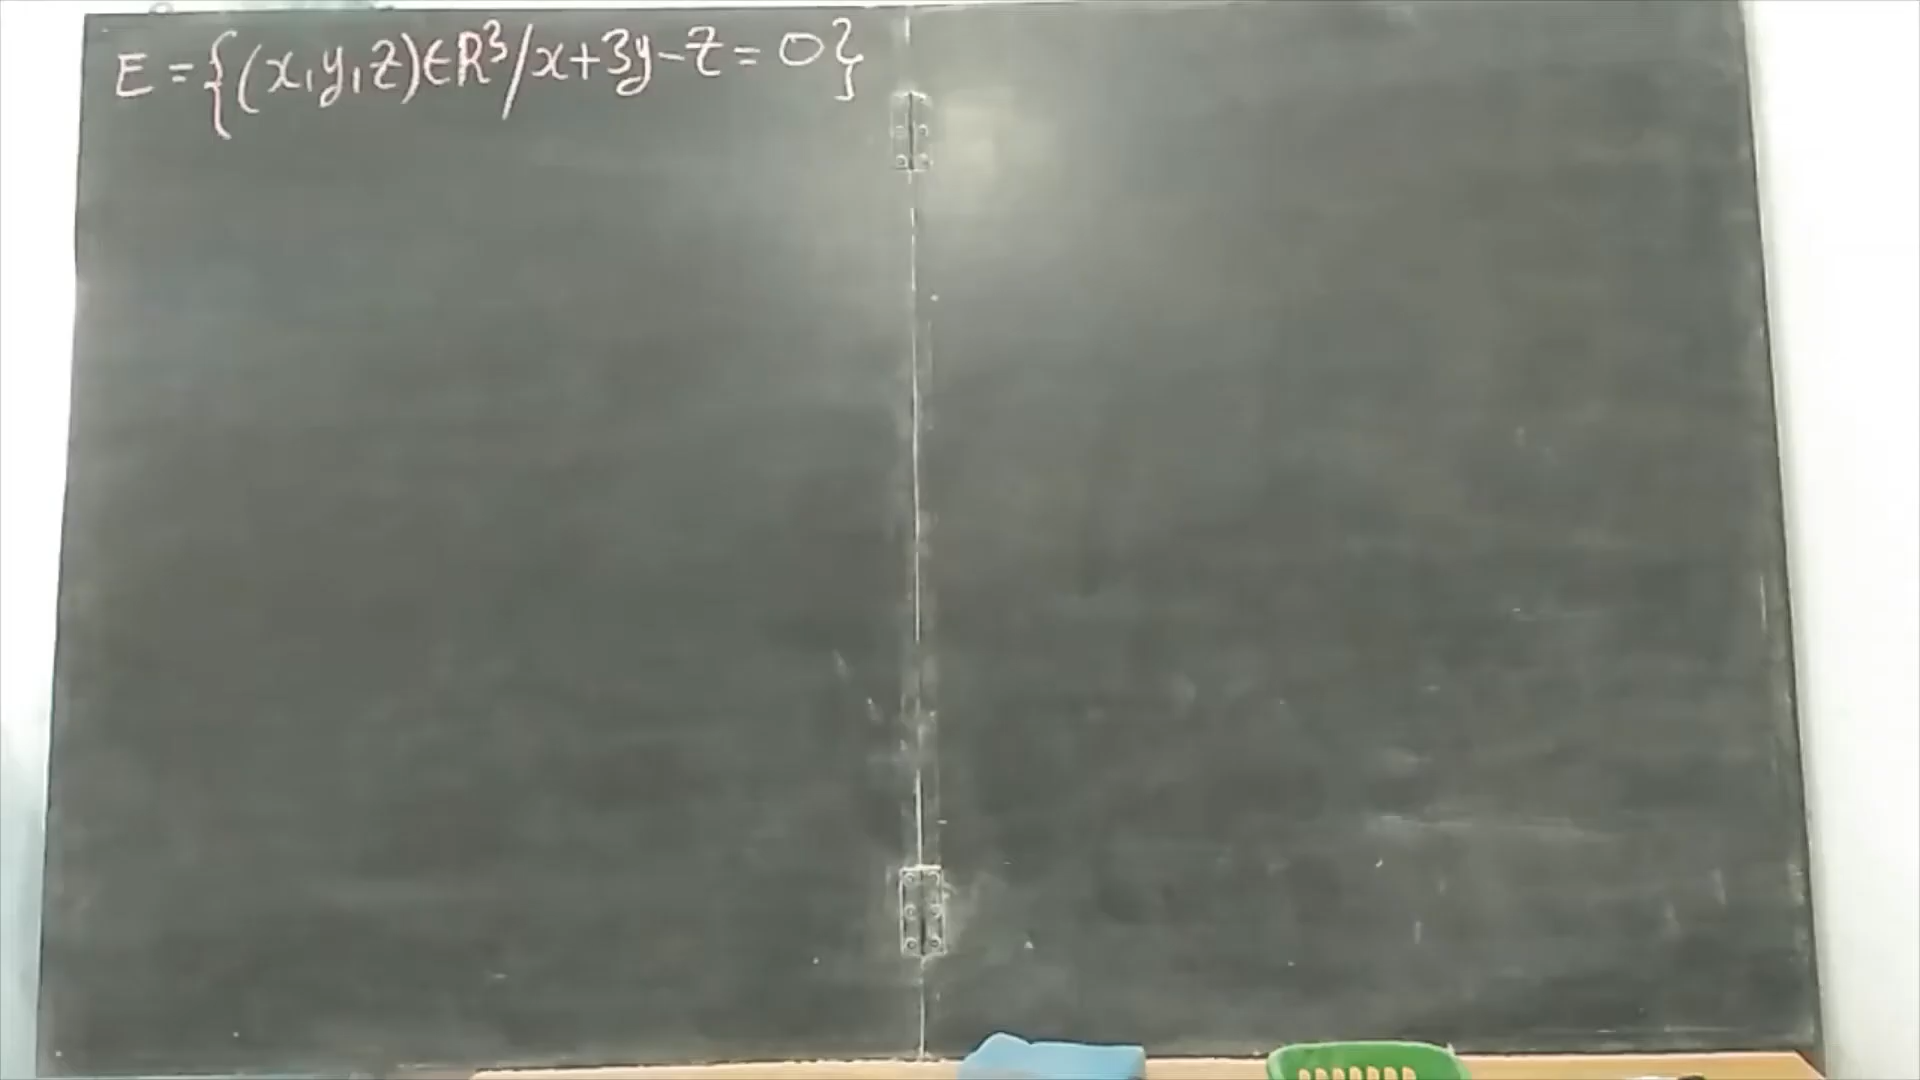 E = {(x,y,z)∈R³/x+3y-z=0}